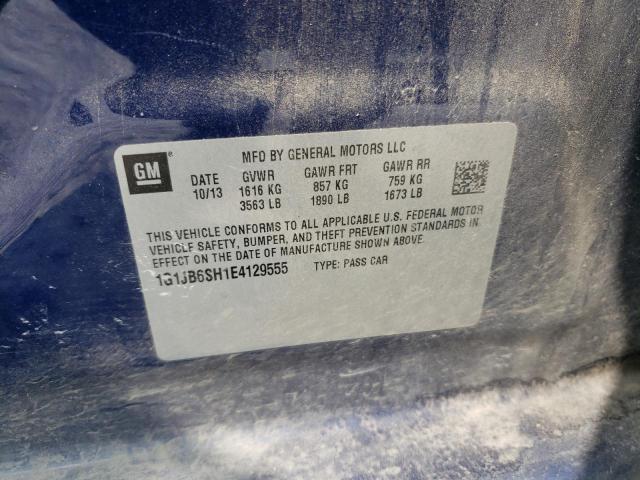 MFD BY GENERAL MOTORS LLC
GM ®
DATE GVWR GAWR FRT GAWR RR
10/13 1616 KG 857 KG 759 KG
3563 LB 1890 LB 1673 LB
THIS VEHICLE CONFORMS TO ALL APPLICABLE U.S. FEDERAL MOTOR
VEHICLE SAFETY, BUMPER, AND THEFT PREVENTION STANDARDS IN
EFFECT ON THE DATE OF MANUFACTURE SHOWN ABOVE.
1G1JB6SH1E4129555 TYPE: PASS CAR